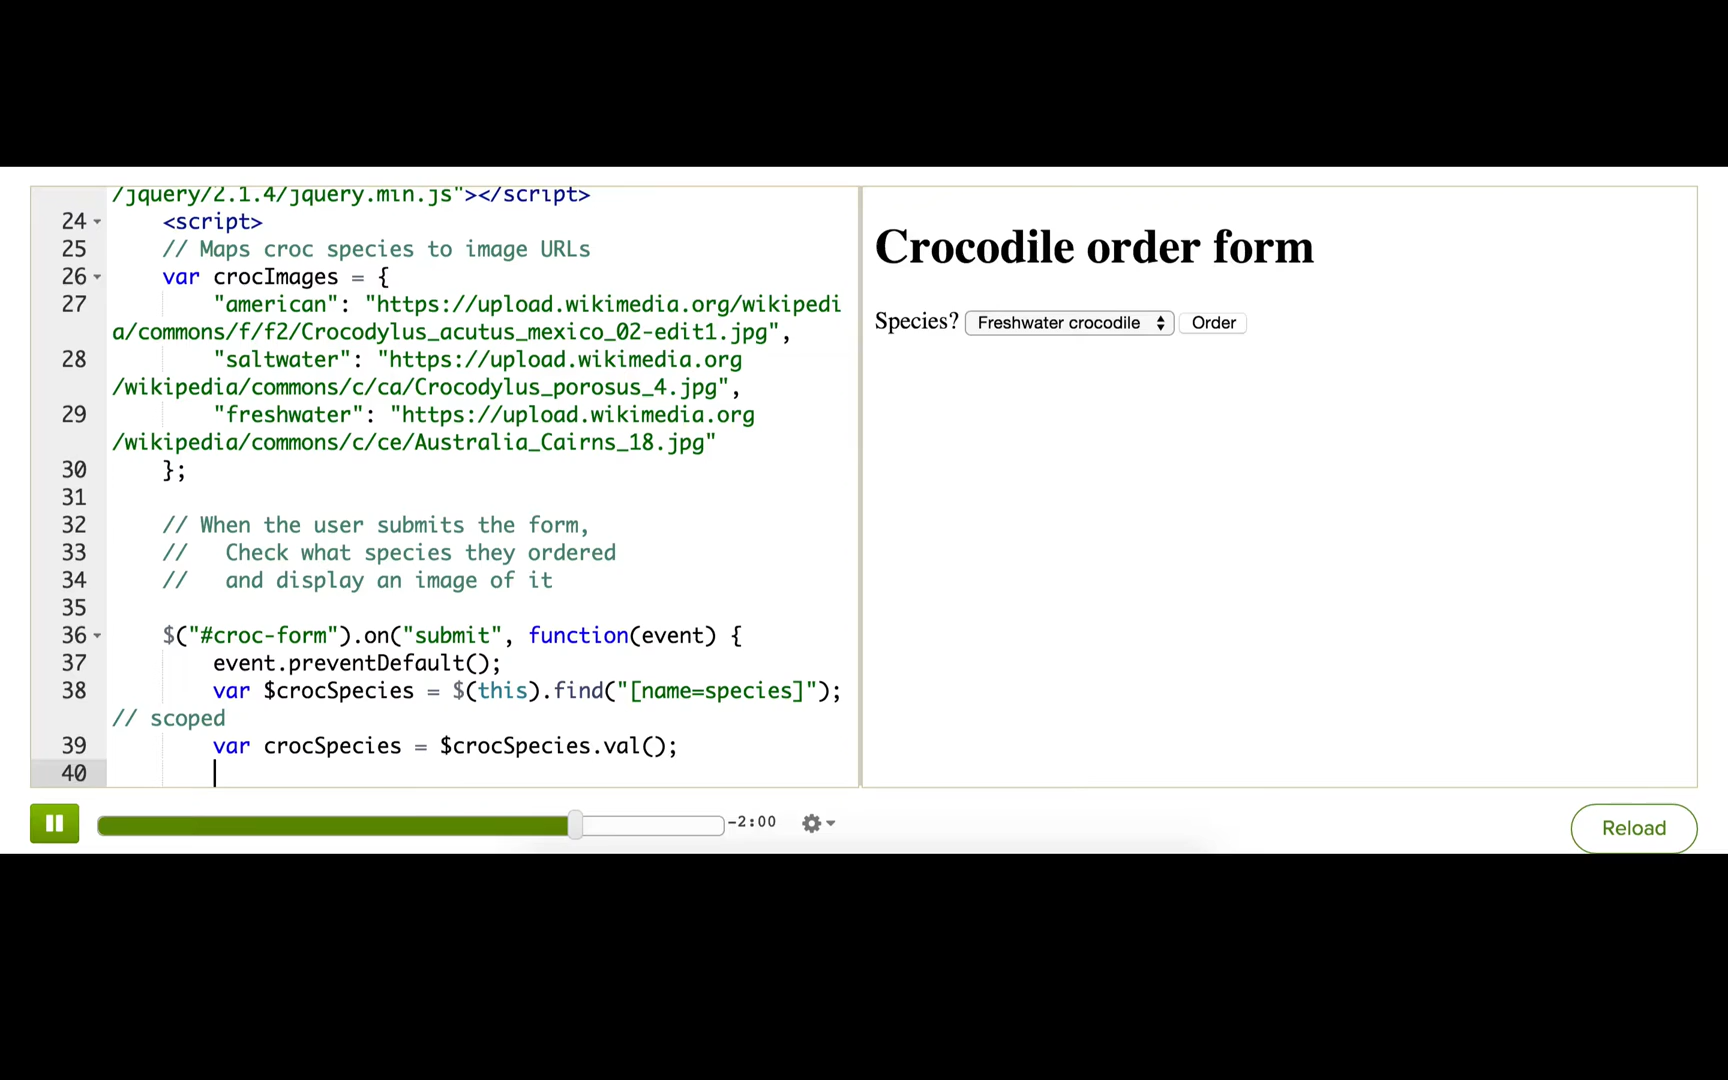 /jquery/2.1.4/jquery.min.js"></script>
24 <script>
25 // Maps croc species to image URLs
26 var crocImages = {
27 "american": "https://upload.wikimedia.org/wikipedi
a/commons/f/f2/Crocodylus_acutus_mexico_02-edit1.jpg",
28 "saltwater": "https://upload.wikimedia.org
/wikipedia/commons/c/ca/Crocodylus_porosus_4.jpg",
29 "freshwater": "https://upload.wikimedia.org
/wikipedia/commons/c/ce/Australia_Cairns_18.jpg"
30 };
31
32 // When the user submits the form,
33 //   Check what species they ordered
34 //   and display an image of it
35
36 $("#croc-form").on("submit", function(event) {
37 event.preventDefault();
38 var $crocSpecies = $(this).find("[name=species]");
// scoped
39 var crocSpecies = $crocSpecies.val();
40
Crocodile order form
Species? Freshwater crocodile Order
-2:00
Reload